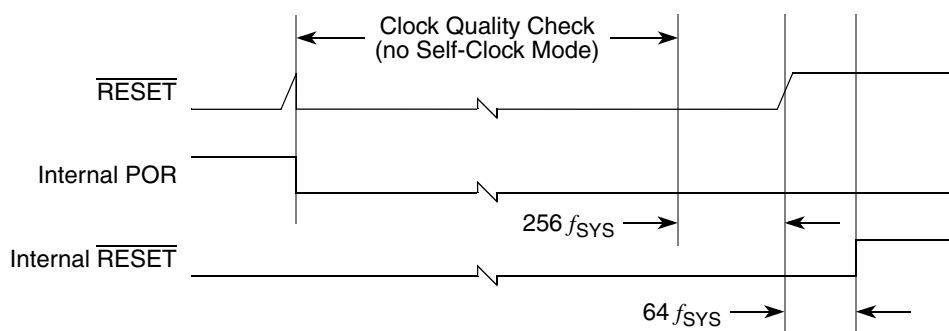 Clock Quality Check
(no Self-Clock Mode)
RESET
Internal POR
256 fSYS
Internal RESET
64 fSYS